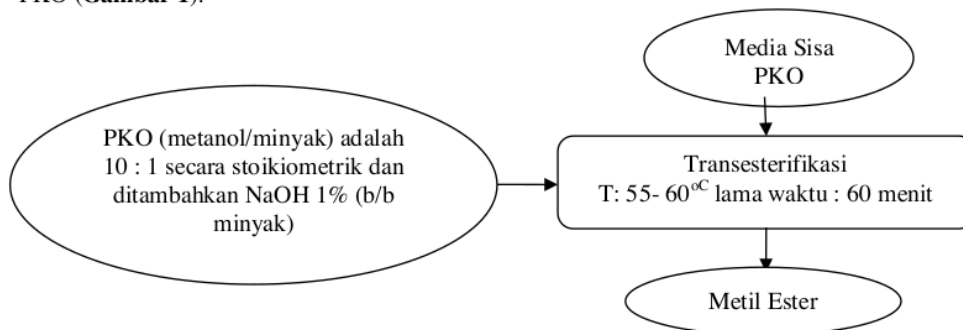 PKO (Gambar 1).
Media Sisa
PKO
PKO (metanol/minyak) adalah
10 : 1 secara stoikiometrik dan
ditambahkan NaOH 1% (b/b
minyak)
Transesterifikasi
T: 55- 60°C lama waktu : 60 menit
Metil Ester